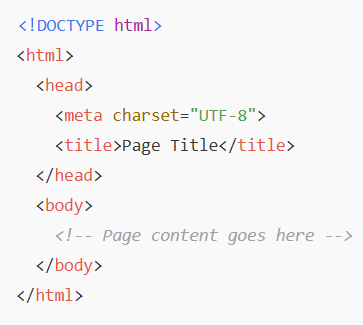 <!DOCTYPE html>
<html>
  <head>
    <meta charset="UTF-8">
    <title>Page Title</title>
  </head>
  <body>
    <!-- Page content goes here -->
  </body>
</html>